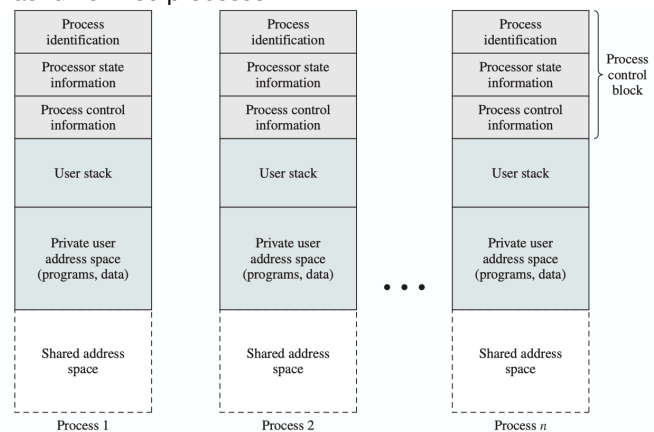 Process
identification
Processor state
information
Process control
information
User stack
Private user
address space
(programs, data)
Shared address
space
Process 1
Process
identification
Processor state
information
Process control
information
User stack
Private user
address space
(programs, data)
Shared address
space
Process 2
• • •
Process
identification
Processor state
information
Process control
information
User stack
Private user
address space
(programs, data)
Shared address
space
Process n
Process
control
block